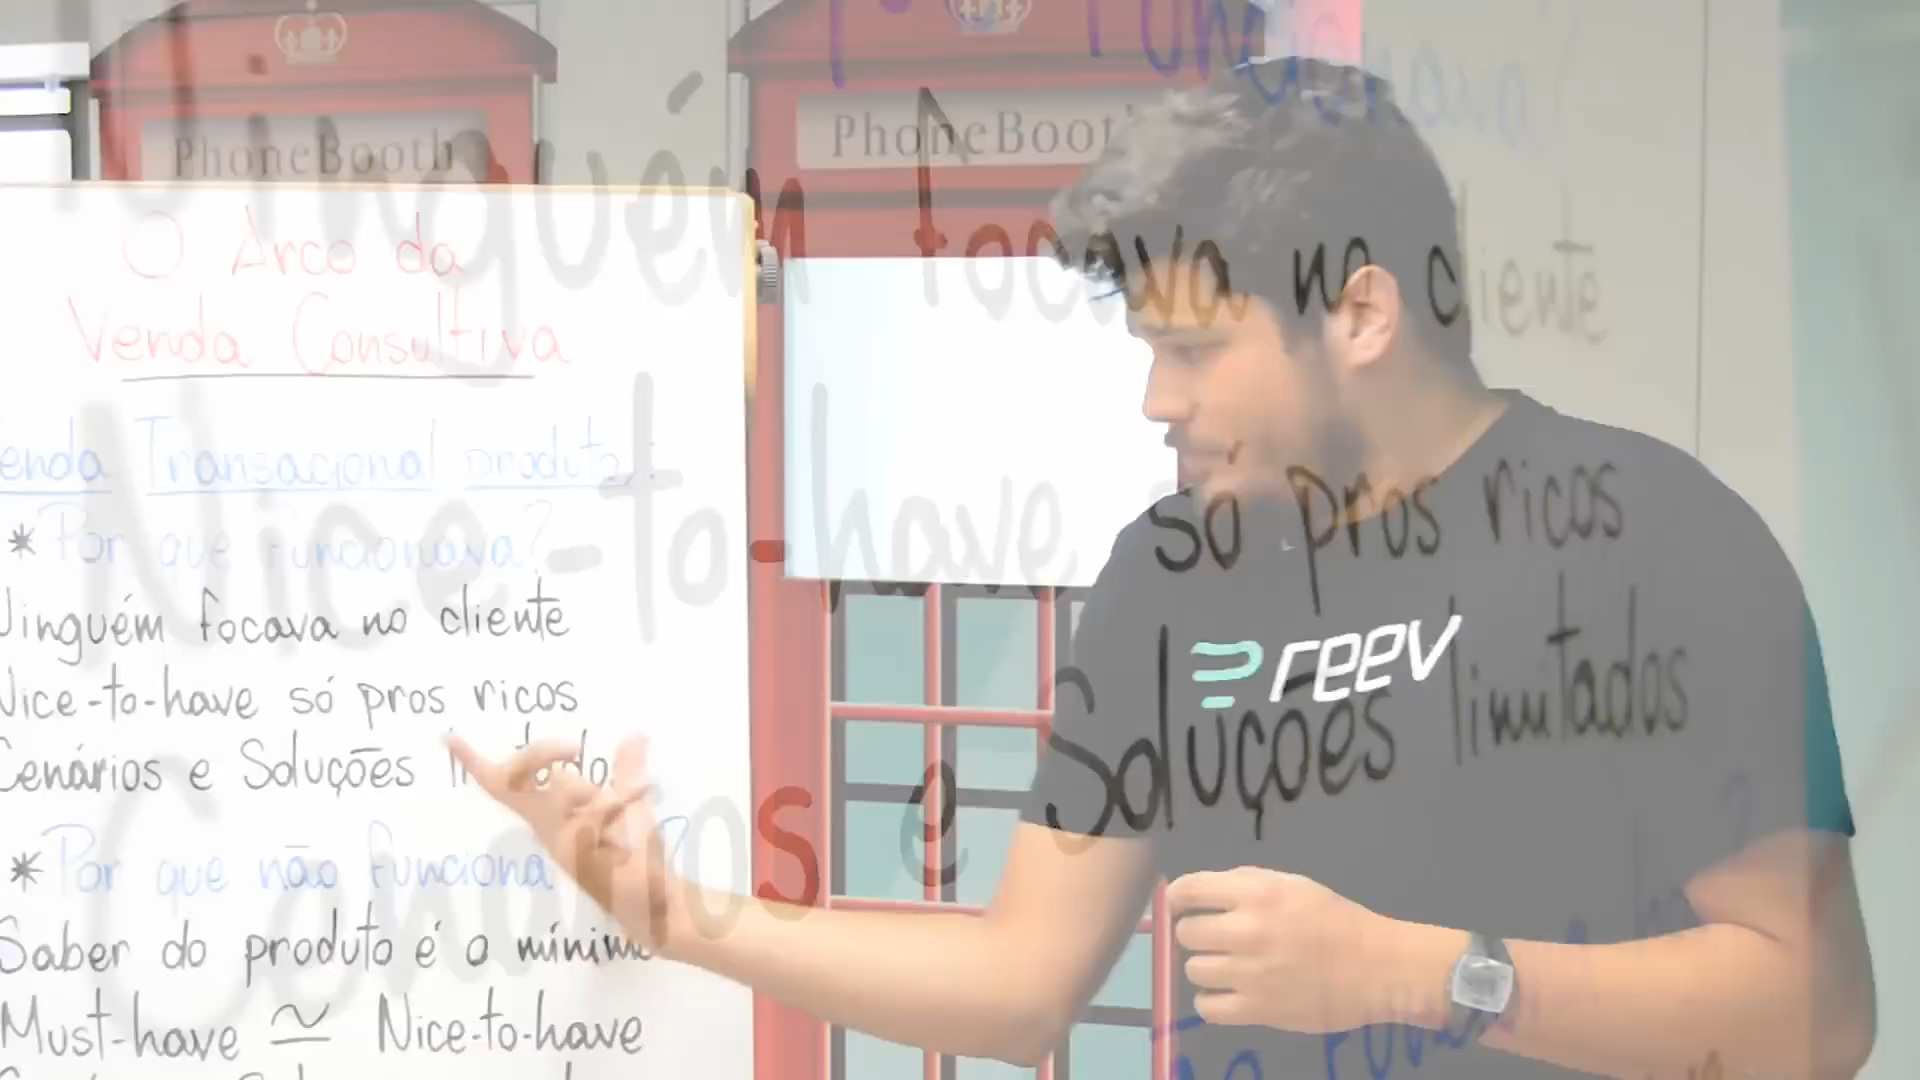 PhoneBooth
PhoneBooth
O Arco da
Venda Consultiva
enda Transacional produto:
* Por que funcionava?
Ninguém focava no cliente
Nice-to-have só pros ricos
Cenários e Soluções
* Por que não funciona
Saber do produto é o mínimo
Must-have ≃ Nice-to-have
Funcionava?
Ninguém focava no cliente
Nice-to-have só pros ricos
Cenários e Soluções limitados
reev